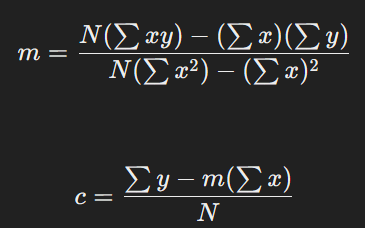 m = N(∑ xy) − (∑ x)(∑ y) / N(∑ x²) − (∑ x)²
c = ∑ y − m(∑ x) / N